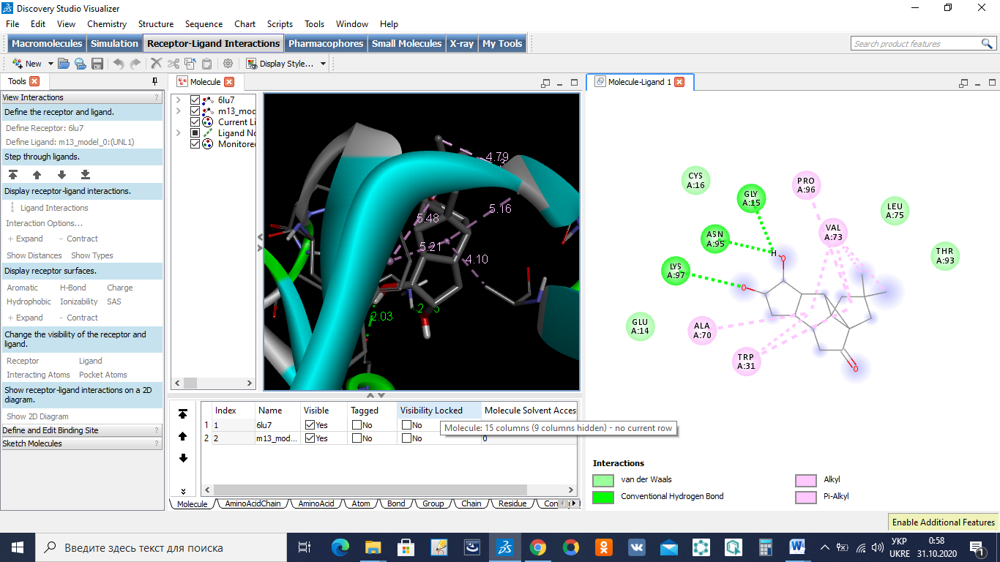 Discovery Studio Visualizer
File Edit View Chemistry Structure Sequence Chart Scripts Tools Window Help
Macromolecules Simulation Receptor-Ligand Interactions Pharmacophores Small Molecules X-ray My Tools
Search product features
New Display Style...
Tools
View Interactions ?
Define the receptor and ligand.
Define Receptor: 6lu7
Define Ligand: m13_model_0:(UNL1)
Step through ligands.
Display receptor-ligand interactions.
Ligand Interactions
Interaction Options...
+ Expand - Contract
Show Distances Show Types
Display receptor surfaces.
Aromatic H-Bond Charge
Hydrophobic Ionizability SAS
+ Expand - Contract
Change the visibility of the receptor and
ligand.
Receptor Ligand
Interacting Atoms Pocket Atoms
Show receptor-ligand interactions on a 2D
diagram.
Show 2D Diagram
Define and Edit Binding Site ?
Sketch Molecules ?
Molecule
6lu7
m13_mod
Current Li
Ligand No
Monitored
4.79
5.16
5.48
5.21
4.10
2.03
Index Name Visible Tagged Visibility Locked Molecule Solvent Acces
1 1 6lu7 Yes No No
2 2 m13_mod... Yes No No 0
Molecule: 15 columns (9 columns hidden) - no current row
Molecule AminoAcidChain AminoAcid Atom Bond Group Chain Residue Con
Molecule-Ligand 1
CYS
A:16
GLY
A:15
PRO
A:96
LEU
A:75
ASN
A:95
VAL
A:73
THR
A:93
LYS
A:97
H
O
O
GLU
A:14
ALA
A:70
TRP
A:31
O
Interactions
van der Waals
Conventional Hydrogen Bond
Alkyl
Pi-Alkyl
Enable Additional Features
Введите здесь текст для поиска
УКР
UKRE
0:58
31.10.2020
1